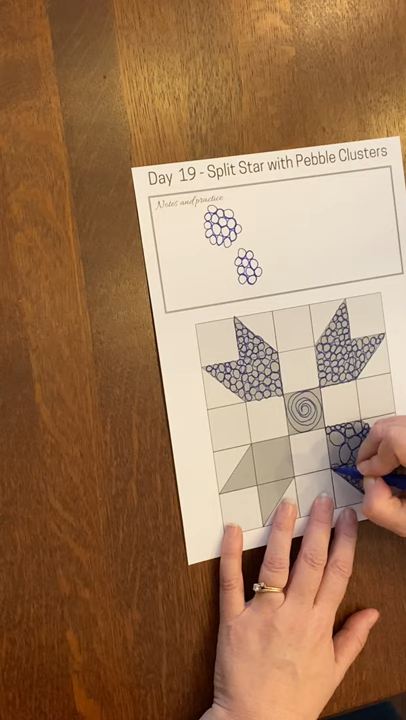 Day 19 - Split Star with Pebble Clusters
Notes and practice